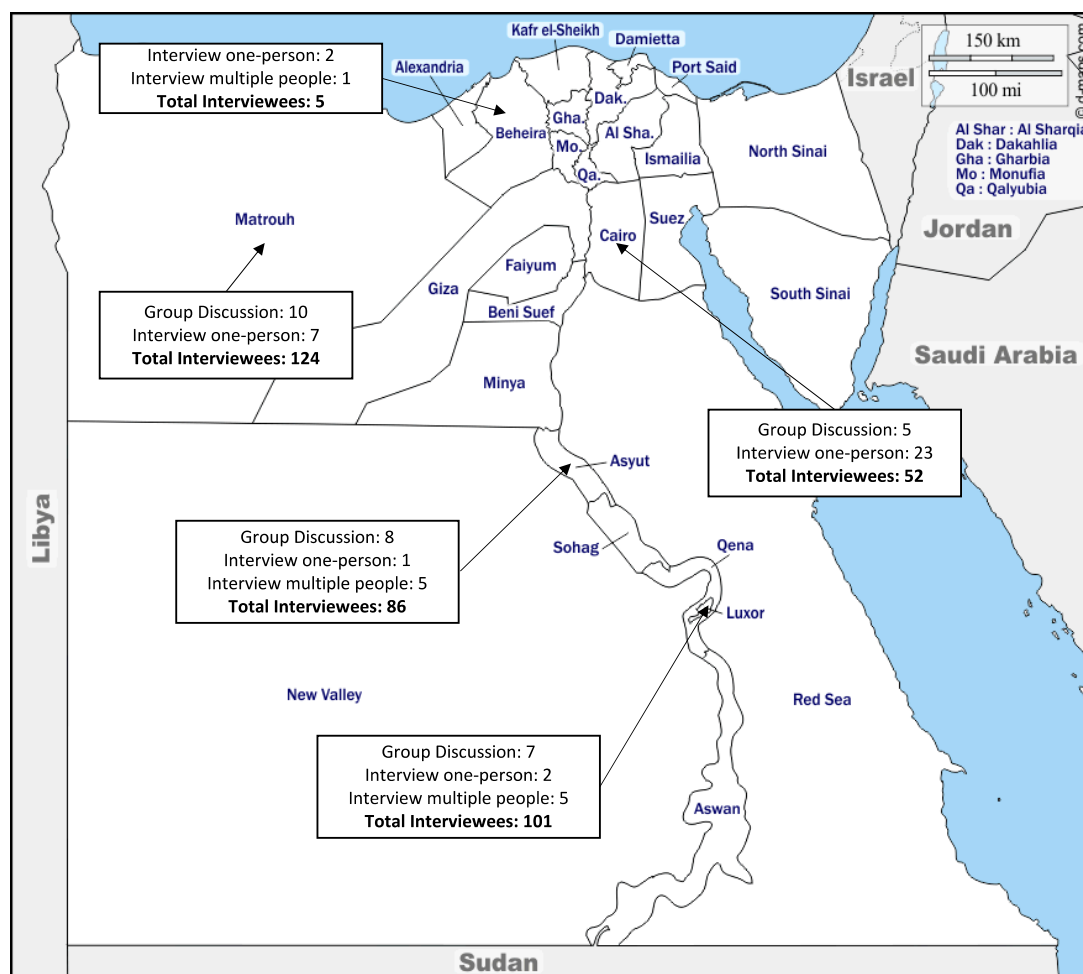 Kafr el-Sheikh
Damietta
Interview one-person: 2
Interview multiple people: 1
Total Interviewees: 5
Alexandria
Port Said
Israel
150 km
100 mi
© d-maps.com
Dak.
Gha.
Beheira
Al Sha.
Mo.
Ismailia
Qa.
North Sinai
Al Shar : Al Sharqia
Dak : Dakahlia
Gha : Gharbia
Mo : Monufia
Qa : Qalyubia
Matrouh
Suez
Cairo
Jordan
Faiyum
Giza
South Sinai
Beni Suef
Group Discussion: 10
Interview one-person: 7
Total Interviewees: 124
Saudi Arabia
Minya
Group Discussion: 5
Interview one-person: 23
Total Interviewees: 52
Asyut
Libya
Group Discussion: 8
Interview one-person: 1
Interview multiple people: 5
Total Interviewees: 86
Sohag
Qena
Luxor
New Valley
Red Sea
Group Discussion: 7
Interview one-person: 2
Interview multiple people: 5
Total Interviewees: 101
Aswan
Sudan